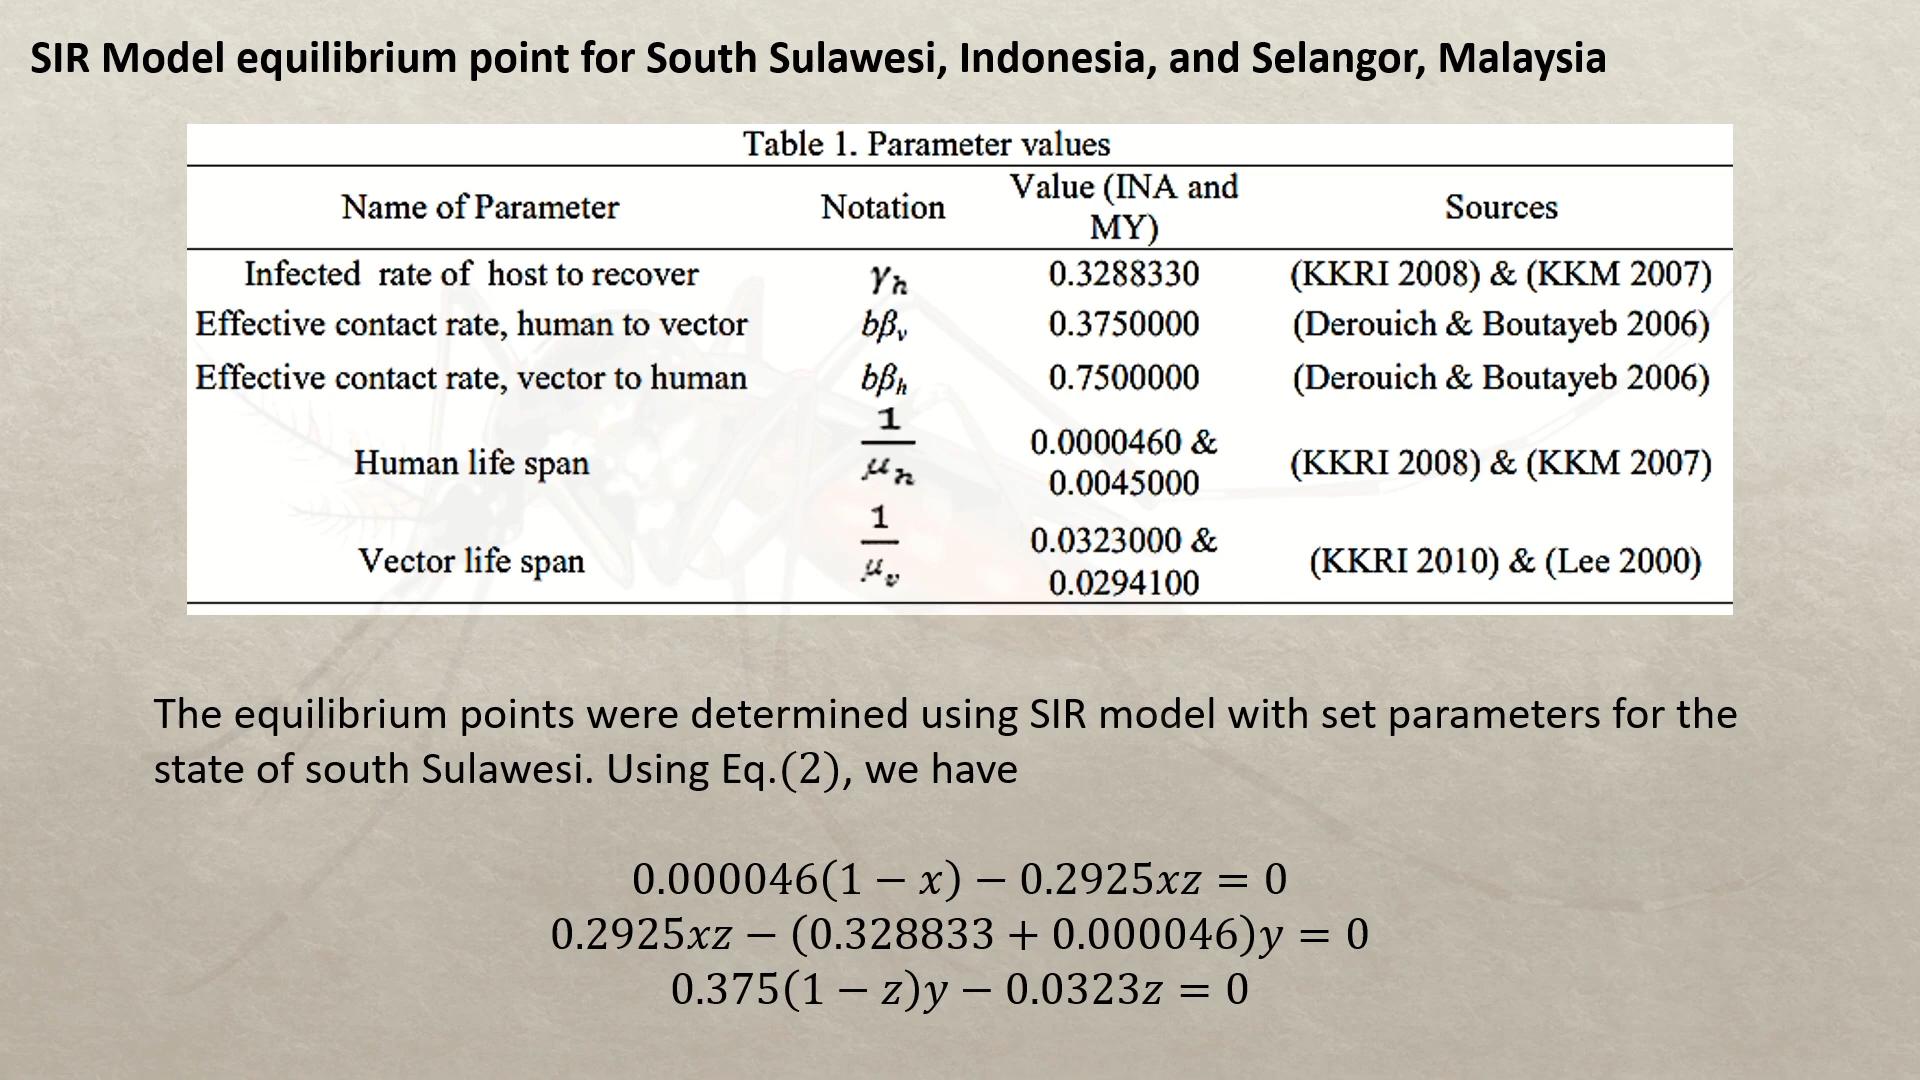 SIR Model equilibrium point for South Sulawesi, Indonesia, and Selangor, Malaysia
Table 1. Parameter values
Name of Parameter Notation Value (INA and MY) Sources
Infected rate of host to recover γₕ 0.3288330 (KKRI 2008) & (KKM 2007)
Effective contact rate, human to vector bβᵥ 0.3750000 (Derouich & Boutayeb 2006)
Effective contact rate, vector to human bβₕ 0.7500000 (Derouich & Boutayeb 2006)
Human life span 1/μₕ 0.0000460 & 0.0045000 (KKRI 2008) & (KKM 2007)
Vector life span 1/μᵥ 0.0323000 & 0.0294100 (KKRI 2010) & (Lee 2000)
The equilibrium points were determined using SIR model with set parameters for the
state of south Sulawesi. Using Eq.(2), we have
0.000046(1 − x) − 0.2925xz = 0
0.2925xz − (0.328833 + 0.000046)y = 0
0.375(1 − z)y − 0.0323z = 0